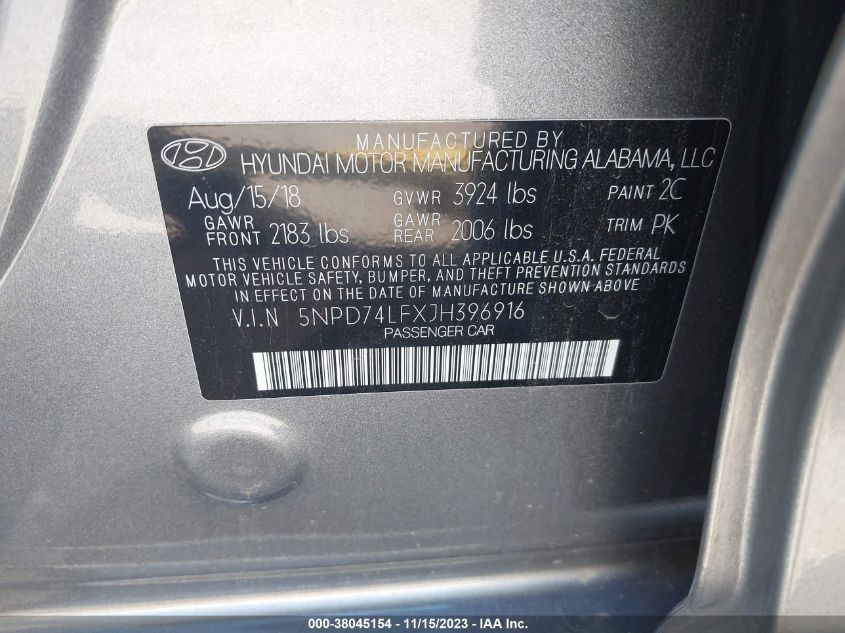 MANUFACTURED BY
HYUNDAI MOTOR MANUFACTURING ALABAMA, LLC
Aug/15/18 GVWR 3924 lbs PAINT 2C
GAWR FRONT 2183 lbs GAWR REAR 2006 lbs TRIM PK
THIS VEHICLE CONFORMS TO ALL APPLICABLE U.S.A. FEDERAL
MOTOR VEHICLE SAFETY, BUMPER, AND THEFT PREVENTION STANDARDS
IN EFFECT ON THE DATE OF MANUFACTURE SHOWN ABOVE
V.I.N 5NPD74LFXJH396916
PASSENGER CAR
000-38045154 - 11/15/2023 - IAAI.com